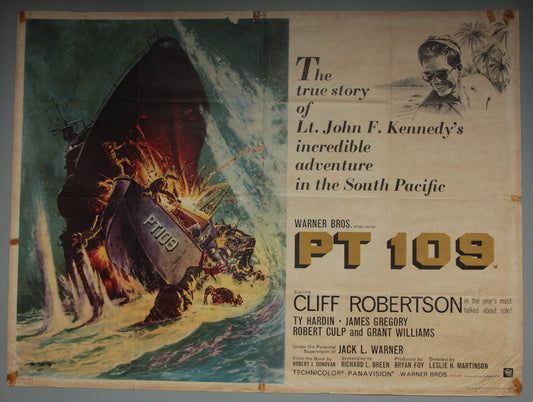 The
true story
of
Lt. John F. Kennedy's
incredible
adventure
in the South Pacific
PT109
WARNER BROS.
PT 109
Starring
CLIFF ROBERTSON in the year's most talked about role!
TY HARDIN · JAMES GREGORY
ROBERT CULP and GRANT WILLIAMS
Under the Personal
Supervision of JACK L. WARNER
From the Book by Screenplay by Produced by Directed by
ROBERT J. DONOVAN RICHARD L. BREEN BRYAN FOY LESLIE H. MARTINSON
TECHNICOLOR PANAVISION WARNER BROS.